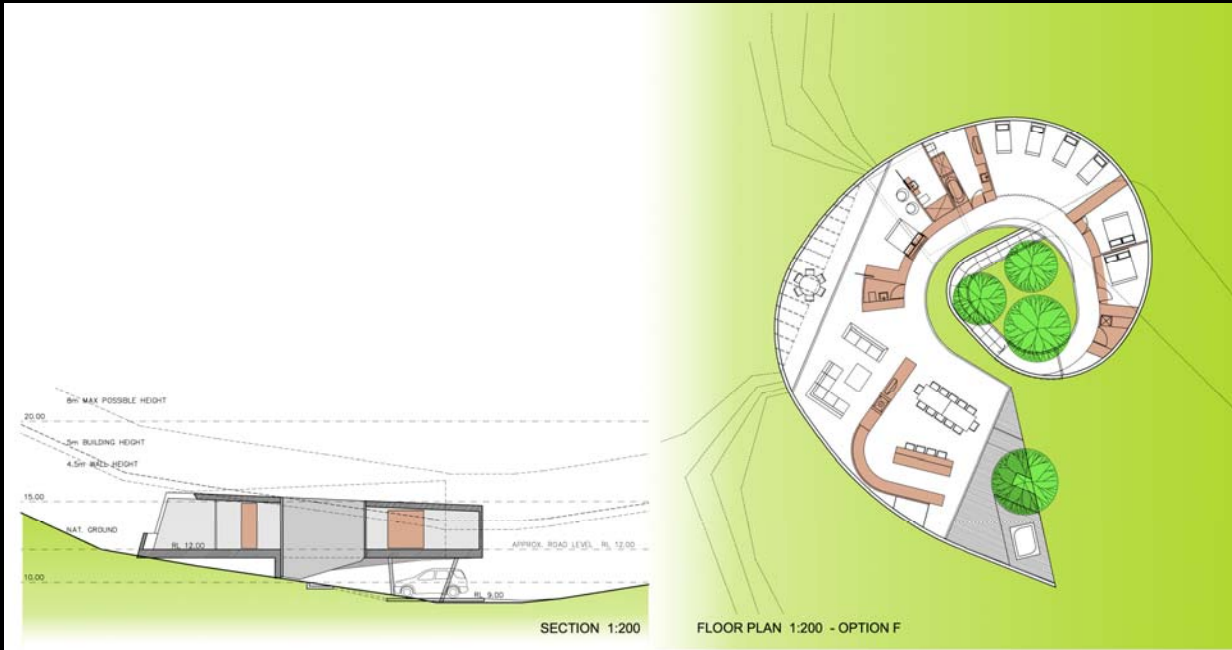 8m MAX POSSIBLE HEIGHT
20.00
5m BUILDING HEIGHT
4.5m WALL HEIGHT
15.00
NAT. GROUND
RL 12.00
APPROX. ROAD LEVEL RL 12.00
10.00
RL 9.00
SECTION 1:200
FLOOR PLAN 1:200 - OPTION F